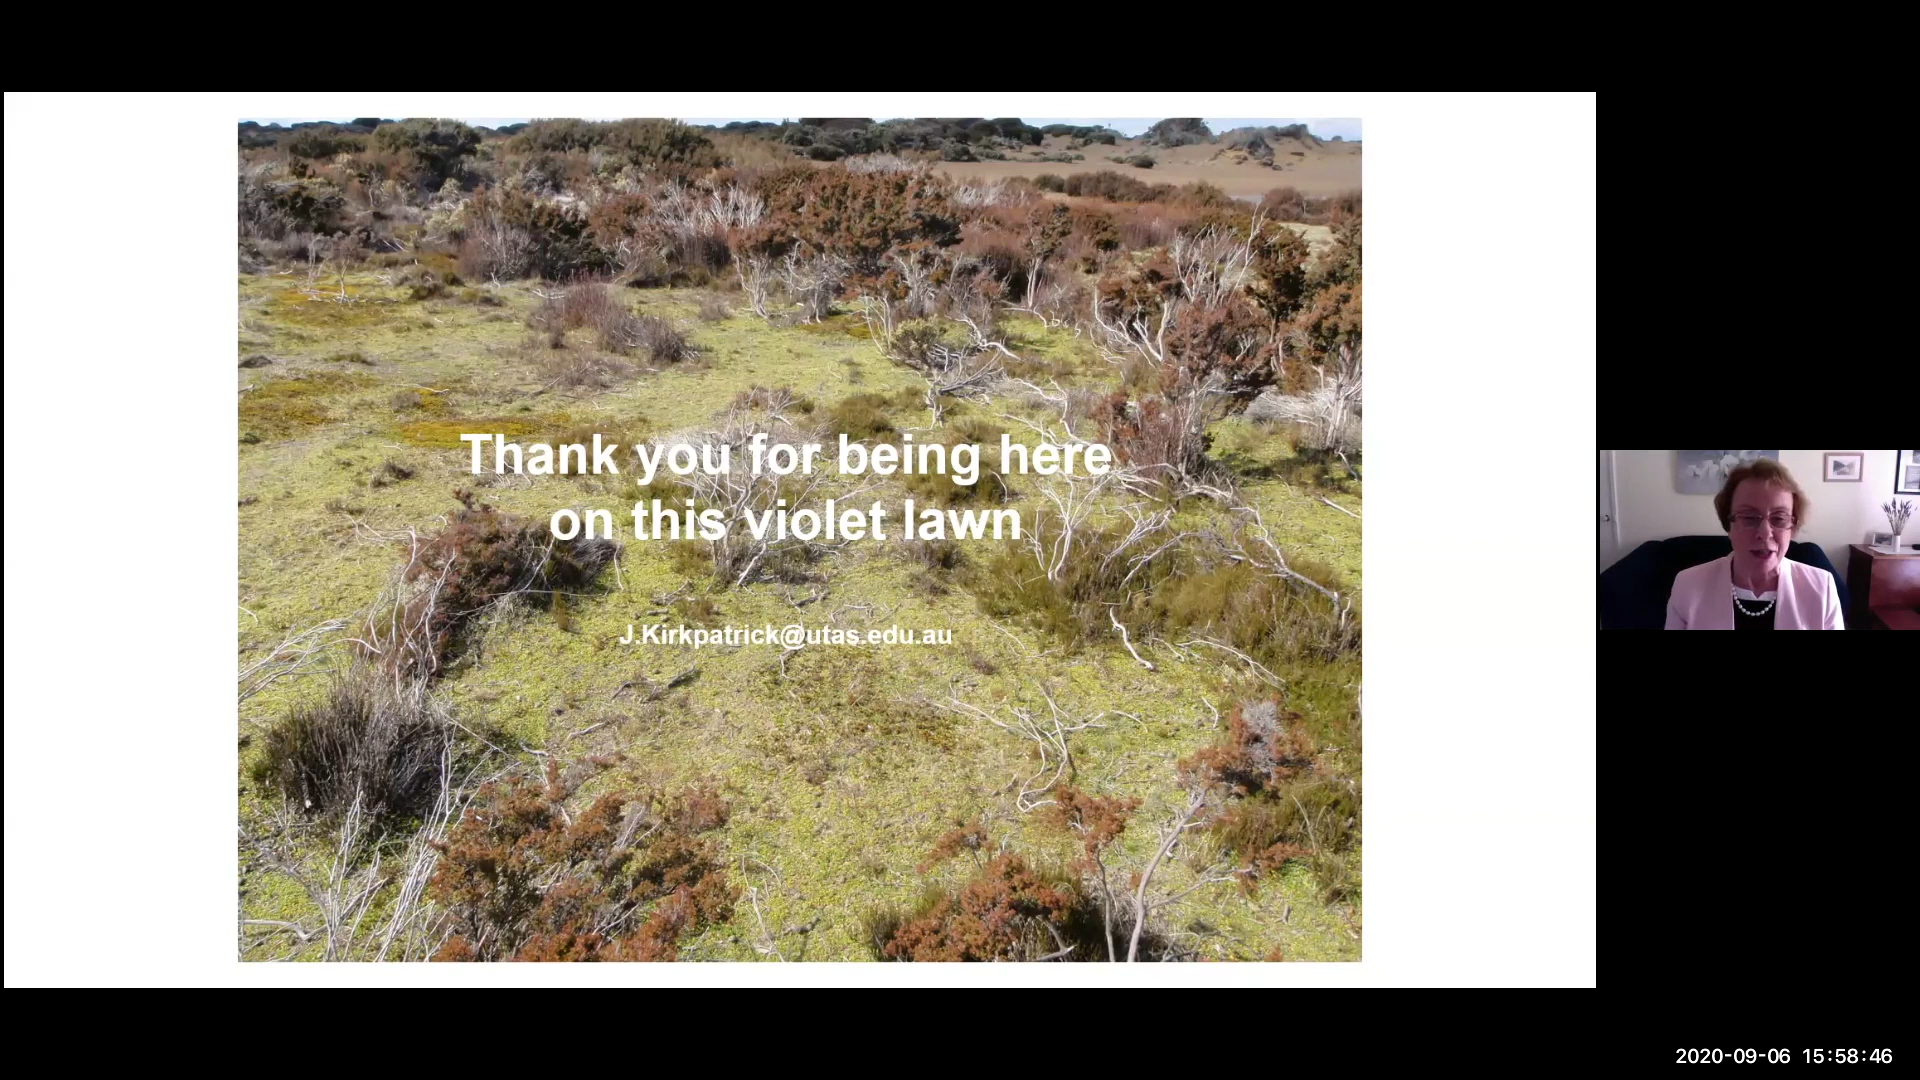 Thank you for being here
on this violet lawn
J.Kirkpatrick@utas.edu.au
2020-09-06 15:58:46